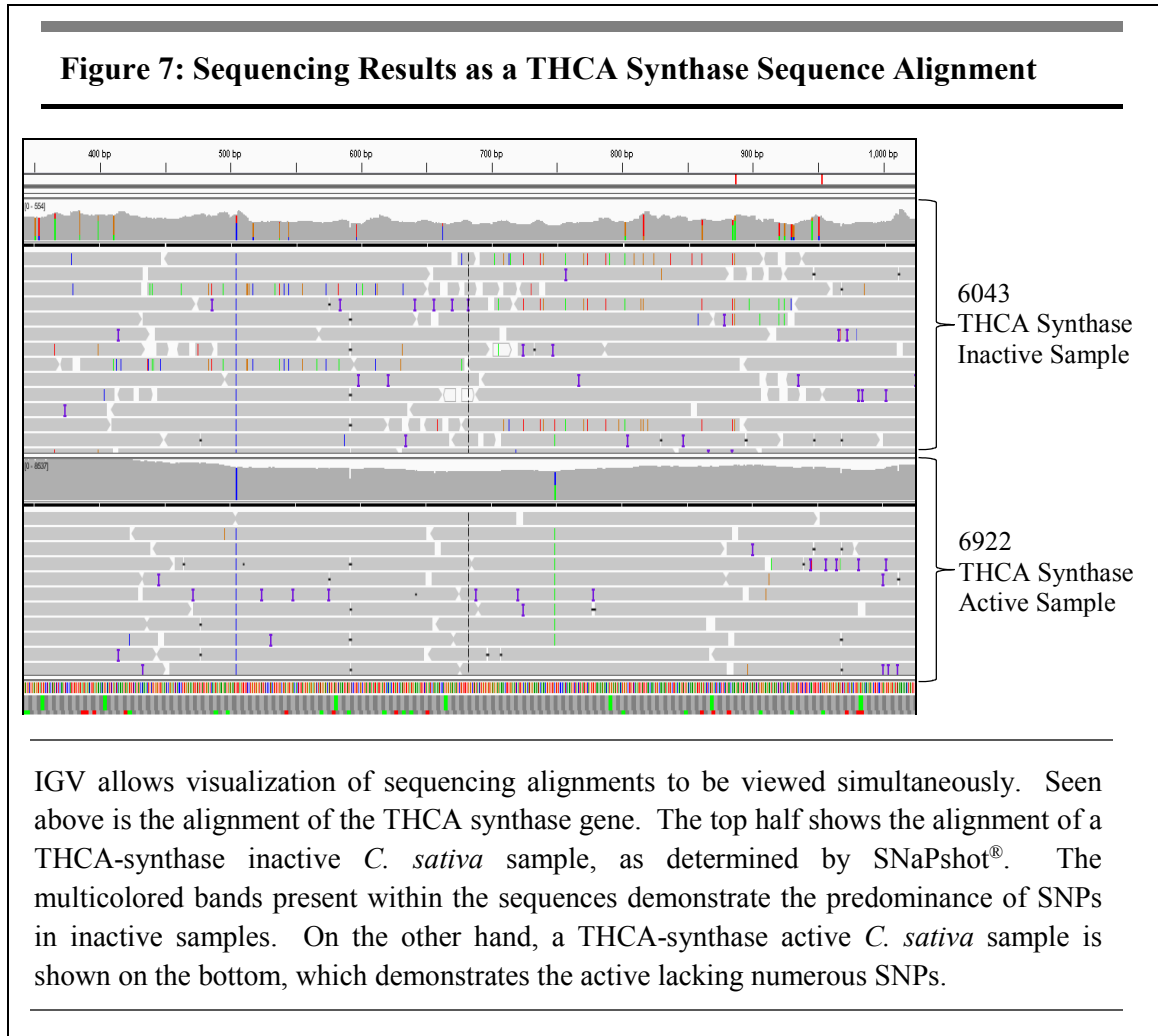 Figure 7: Sequencing Results as a THCA Synthase Sequence Alignment
400 bp 500 bp 600 bp 700 bp 800 bp 900 bp 1,000 bp
[0 - 554]
6043
THCA Synthase
Inactive Sample
[0 - 8537]
6922
THCA Synthase
Active Sample
IGV allows visualization of sequencing alignments to be viewed simultaneously. Seen
above is the alignment of the THCA synthase gene. The top half shows the alignment of a
THCA-synthase inactive C. sativa sample, as determined by SNaPshot®. The
multicolored bands present within the sequences demonstrate the predominance of SNPs
in inactive samples. On the other hand, a THCA-synthase active C. sativa sample is
shown on the bottom, which demonstrates the active lacking numerous SNPs.